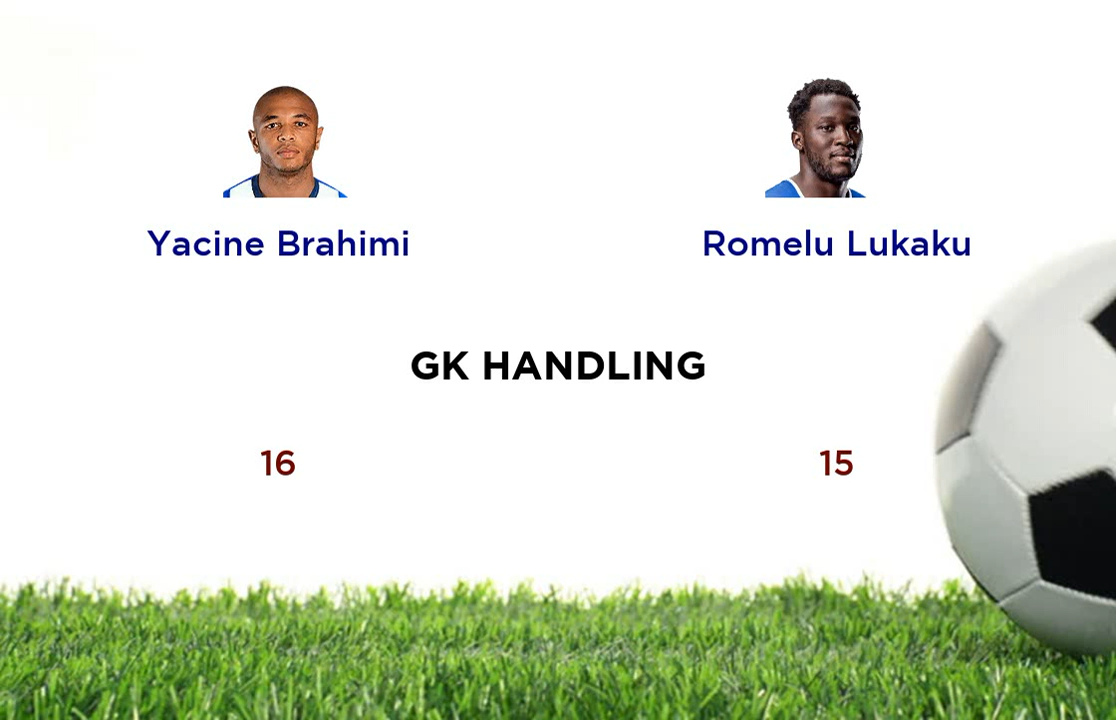 Yacine Brahimi
Romelu Lukaku
GK HANDLING
16
15